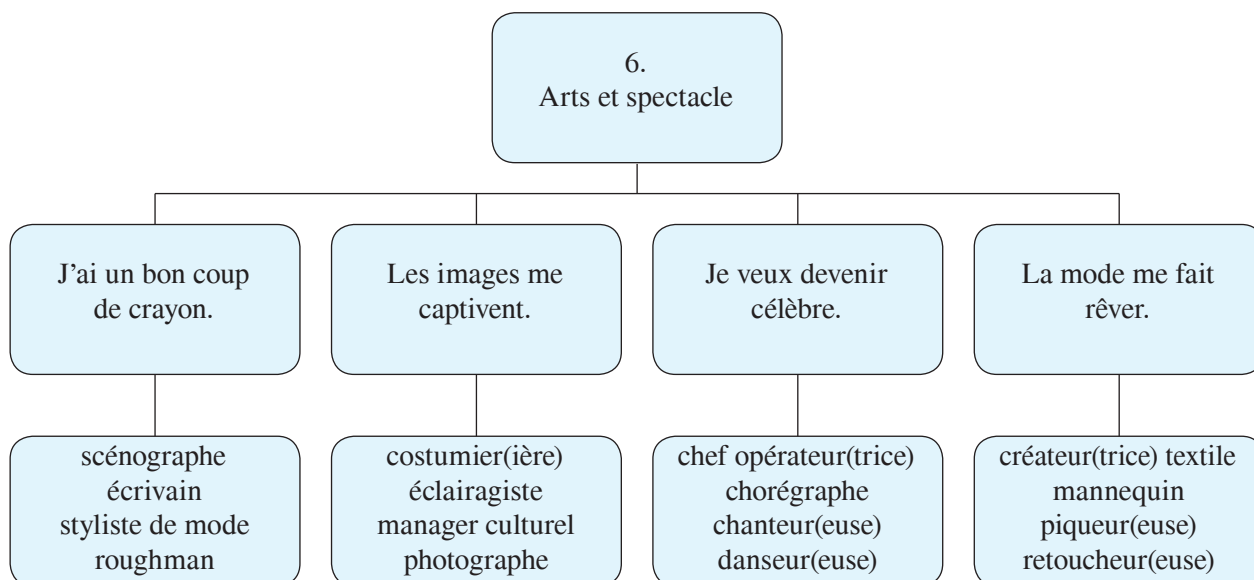 6.
Arts et spectacle
J’ai un bon coup
de crayon.
Les images me
captivent.
Je veux devenir
célèbre.
La mode me fait
rêver.
scénographe
écrivain
styliste de mode
roughman
costumier(ière)
éclairagiste
manager culturel
photographe
chef opérateur(trice)
chorégraphe
chanteur(euse)
danseur(euse)
créateur(trice) textile
mannequin
piqueur(euse)
retoucheur(euse)